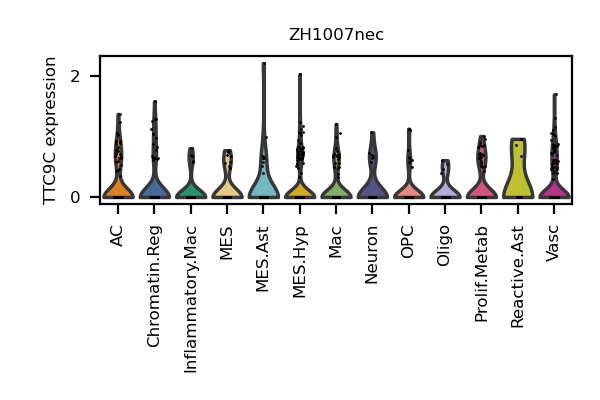 ZH1007nec
TTC9C expression
2
0
AC
Chromatin.Reg
Inflammatory.Mac
MES
MES.Ast
MES.Hyp
Mac
Neuron
OPC
Oligo
Prolif.Metab
Reactive.Ast
Vasc